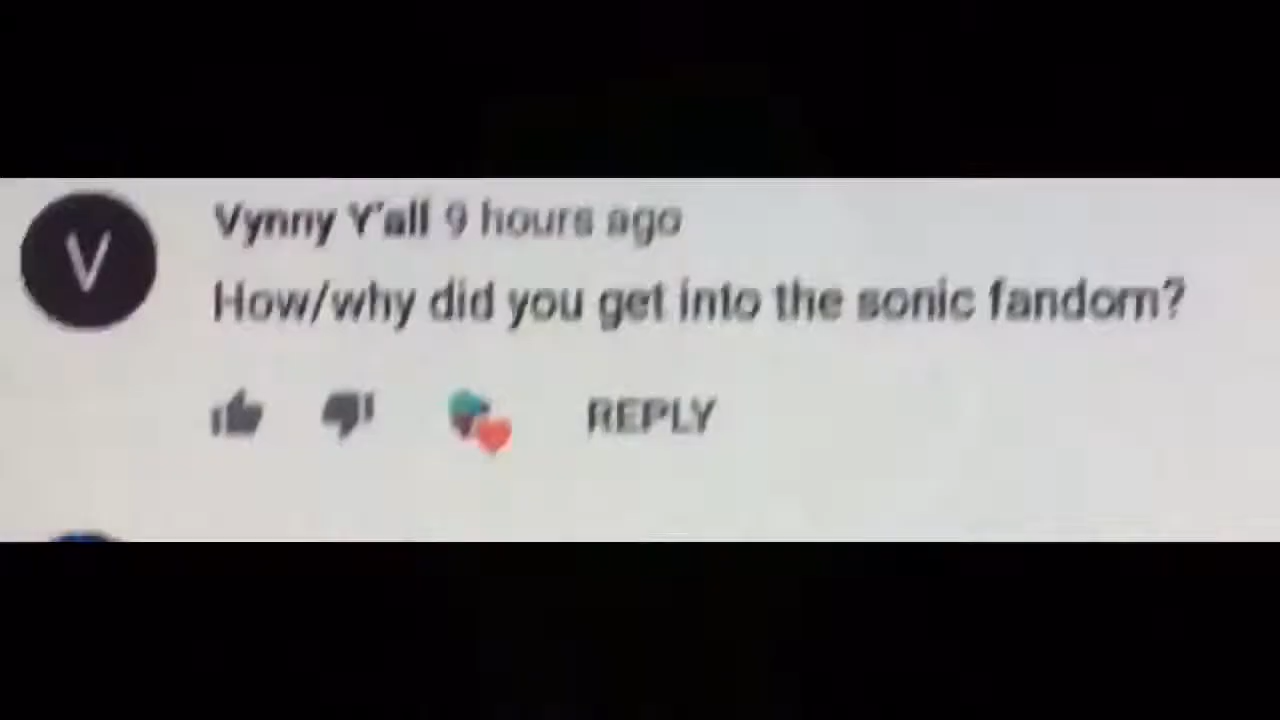 V
Vynny Y'all 9 hours ago
How/why did you get into the sonic fandom?
REPLY